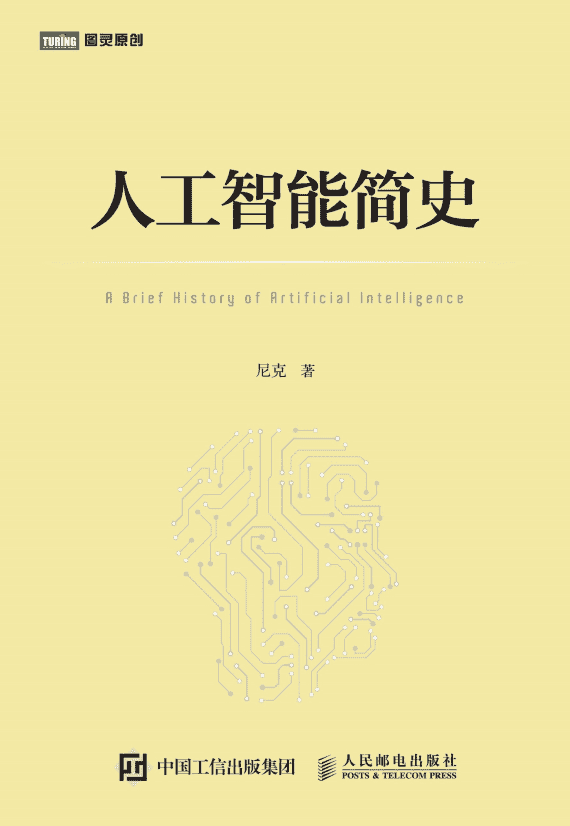 TURING 图灵原创
人工智能简史
A Brief History of Artificial Intelligence
尼克 著
中国工信出版集团
人民邮电出版社
POSTS & TELECOM PRESS